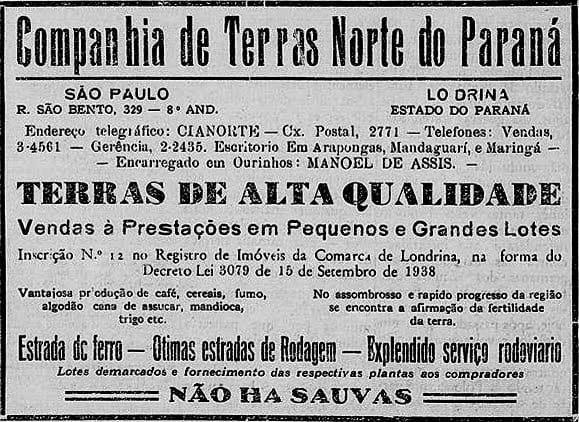 Companhia de Terras Norte do Paraná
SÃO PAULO
R. SÃO BENTO, 329 — 8º AND.
LO DRINA
ESTADO DO PARANÁ
Endereço telegráfico: CIANORTE — Cx. Postal, 2771 — Telefones: Vendas,
3-4561 — Gerência, 2-2435. Escritorio Em Arapongas, Mandaguarí, e Maringá —
— Encarregado em Ourinhos: MANOEL DE ASSIS. —
TERRAS DE ALTA QUALIDADE
Vendas à Prestações em Pequenos e Grandes Lotes
Inscrição N.º 12 no Registro de Imóveis da Comarca de Londrina, na forma do
Decreto Lei 3079 de 15 de Setembro de 1938
Vantajosa produção de café, cereais, fumo,
algodão cana de assucar, mandioca,
trigo etc.
No assombrosso e rapido progresso da região
se encontra a afirmação da fertilidade
da terra.
Estrada de ferro — Otimas estradas de Rodagem — Explendido serviço rodoviario
Lotes demarcados e fornecimento das respectivas plantas aos compradores
NÃO HA SAUVAS